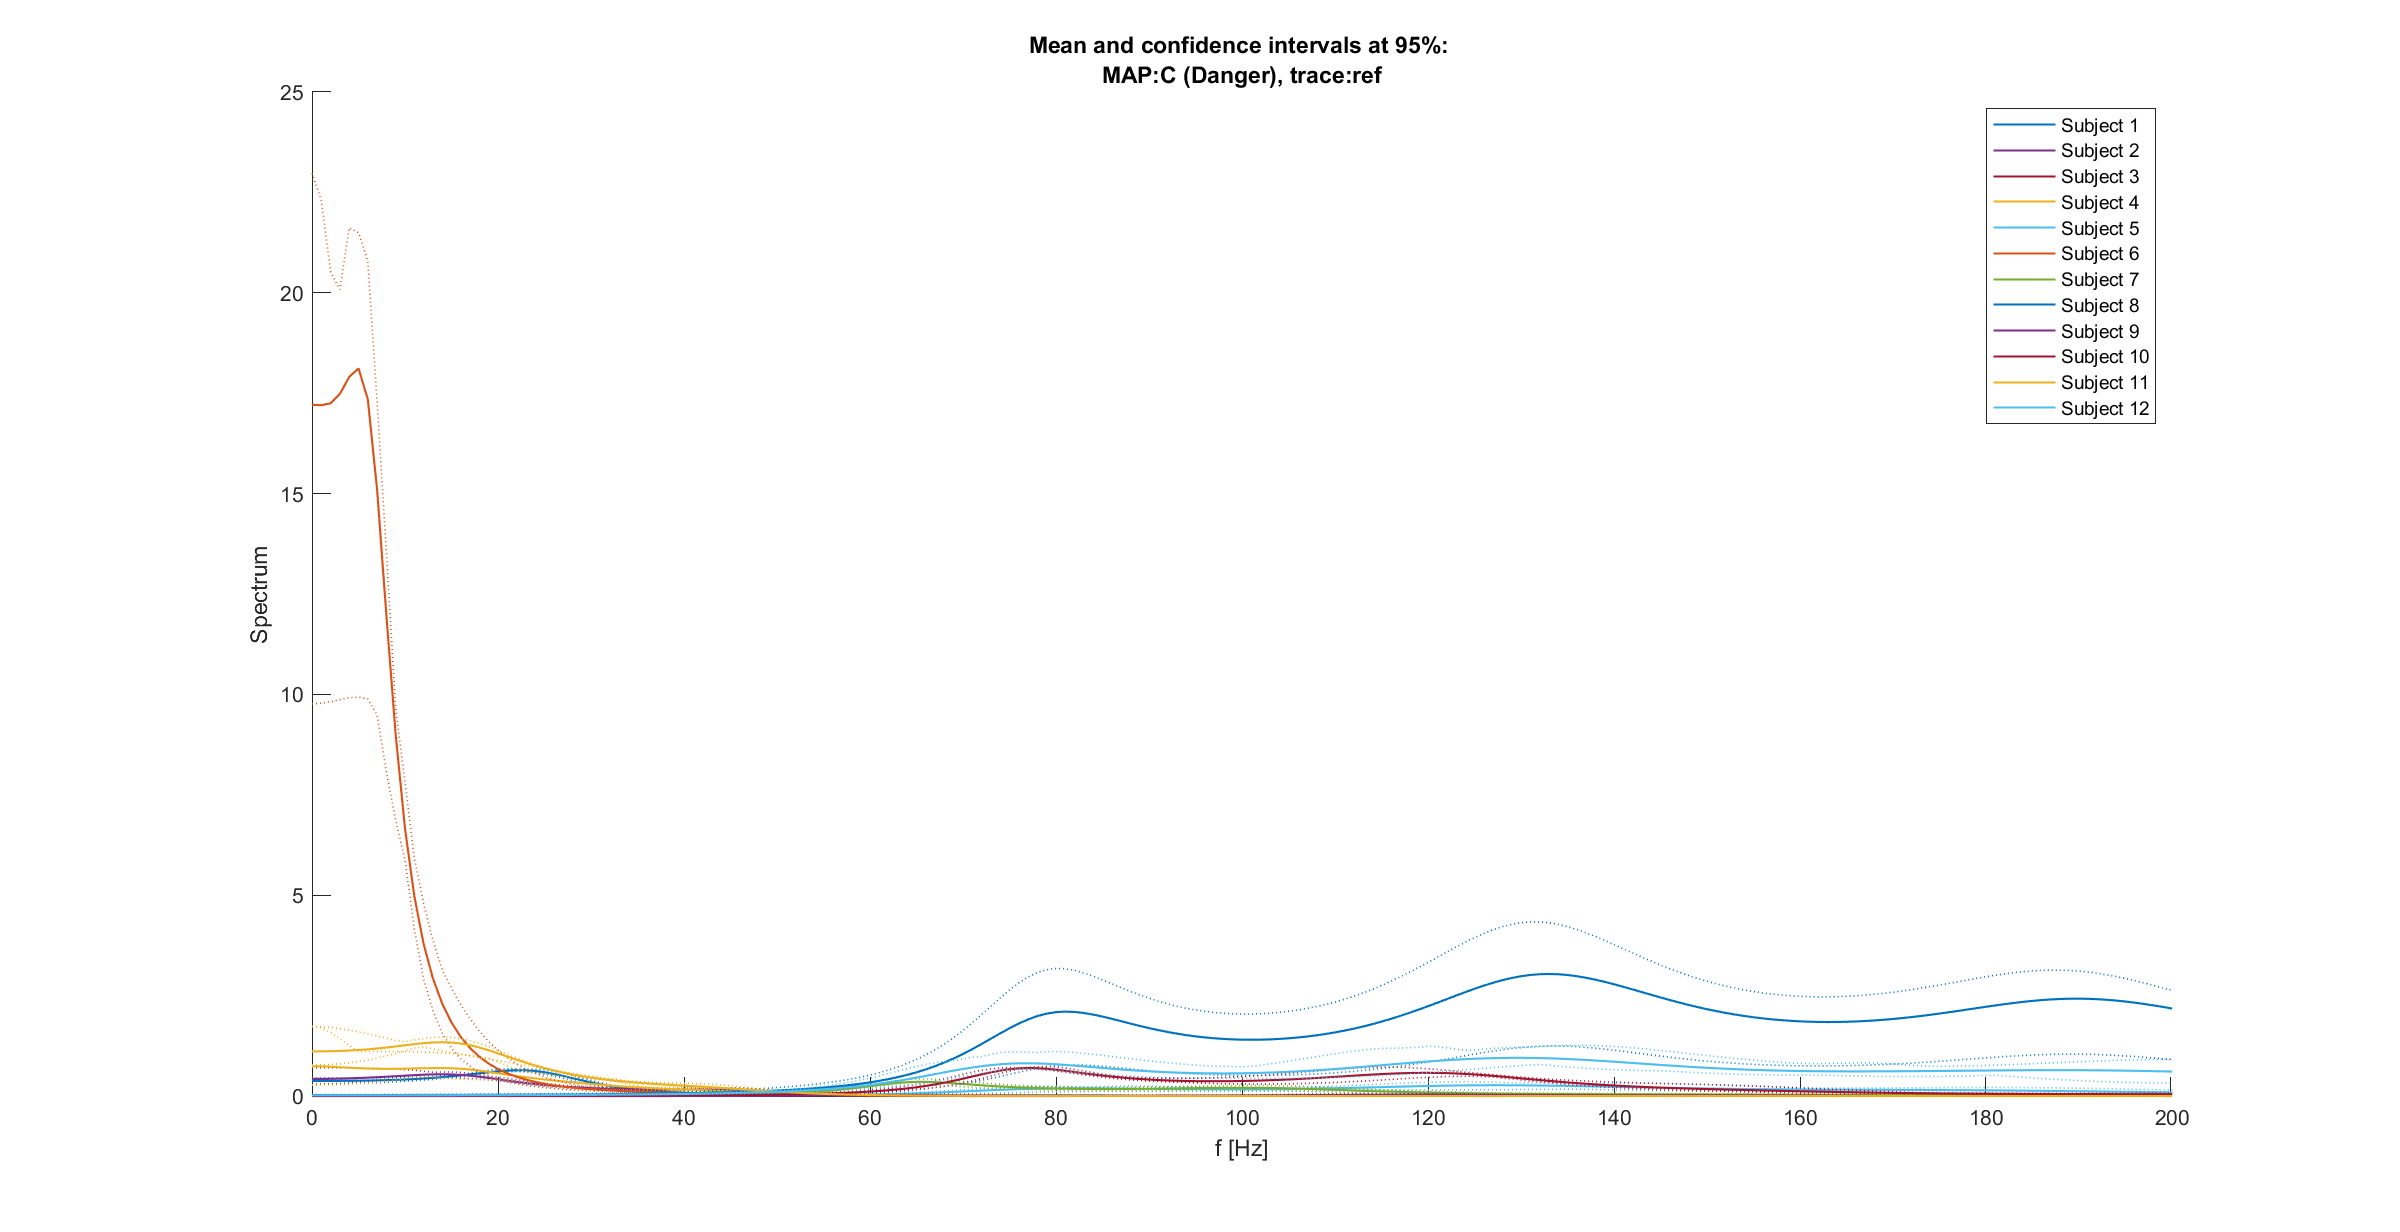 Mean and confidence intervals at 95%:
MAP:C (Danger), trace:ref
25
20
15
10
5
0
Spectrum
Subject 1
Subject 2
Subject 3
Subject 4
Subject 5
Subject 6
Subject 7
Subject 8
Subject 9
Subject 10
Subject 11
Subject 12
0 20 40 60 80 100 120 140 160 180 200
f [Hz]